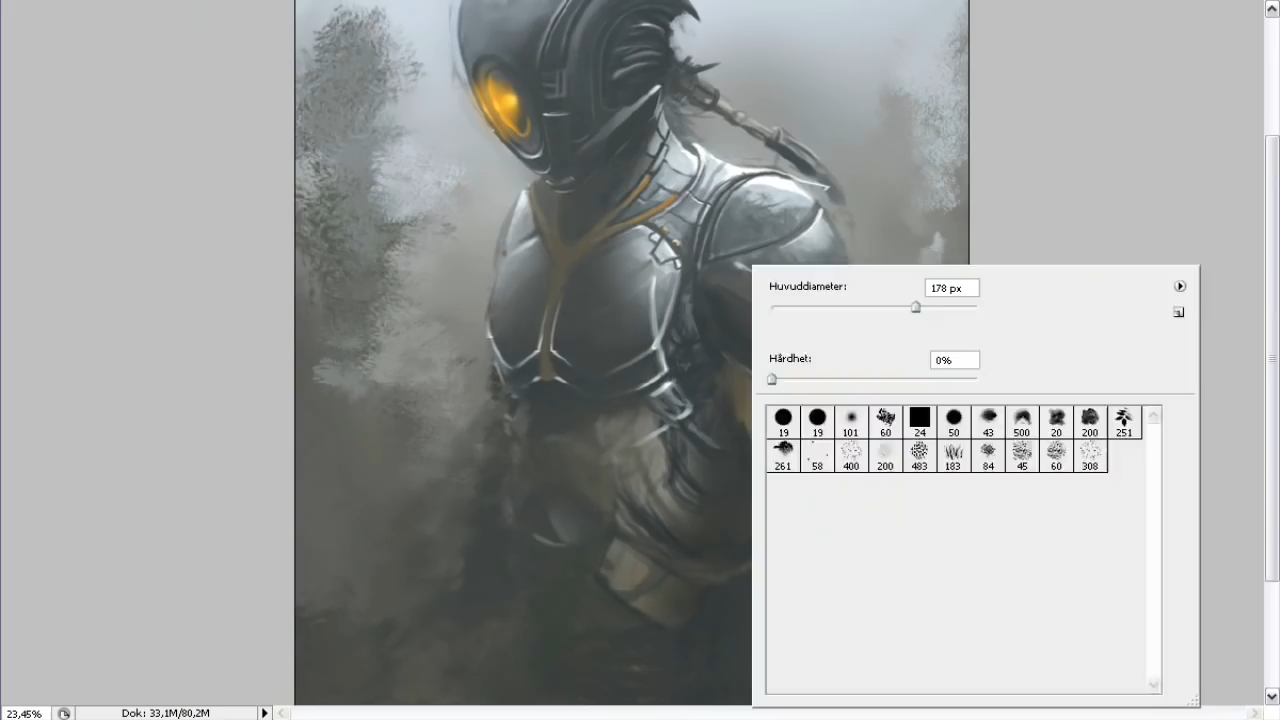 Huvuddiameter: 178 px
Hårdhet: 0%
19 19 101 60 24 50 43 500 20 200 251
261 58 400 200 483 183 84 45 60 308
23,45% Dok: 33,1M/80,2M